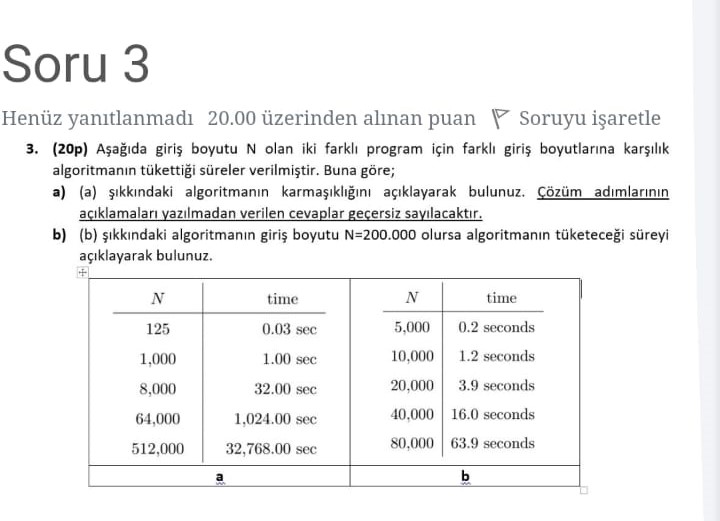 Soru 3
Henüz yanıtlanmadı 20.00 üzerinden alınan puan Soruyu işaretle
3. (20p) Aşağıda giriş boyutu N olan iki farklı program için farklı giriş boyutlarına karşılık
algoritmanın tükettiği süreler verilmiştir. Buna göre;
a) (a) şıkkındaki algoritmanın karmaşıklığını açıklayarak bulunuz. Çözüm adımlarının
açıklamaları yazılmadan verilen cevaplar geçersiz sayılacaktır.
b) (b) şıkkındaki algoritmanın giriş boyutu N=200.000 olursa algoritmanın tüketeceği süreyi
açıklayarak bulunuz.
N time N time
125 0.03 sec 5,000 0.2 seconds
1,000 1.00 sec 10,000 1.2 seconds
8,000 32.00 sec 20,000 3.9 seconds
64,000 1,024.00 sec 40,000 16.0 seconds
512,000 32,768.00 sec 80,000 63.9 seconds
a b